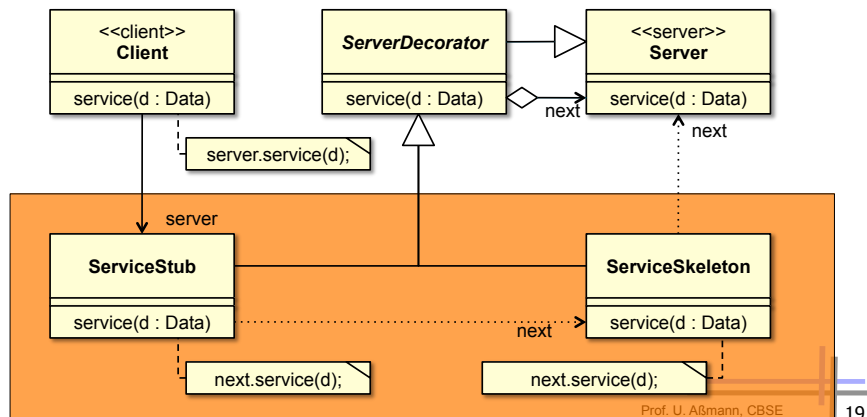 <<client>>
Client
service(d : Data)
server.service(d);
ServerDecorator
service(d : Data)
next
<<server>>
Server
service(d : Data)
next
server
ServiceStub
service(d : Data)
next
next.service(d);
ServiceSkeleton
service(d : Data)
next.service(d);
Prof. U. Aßmann, CBSE
19